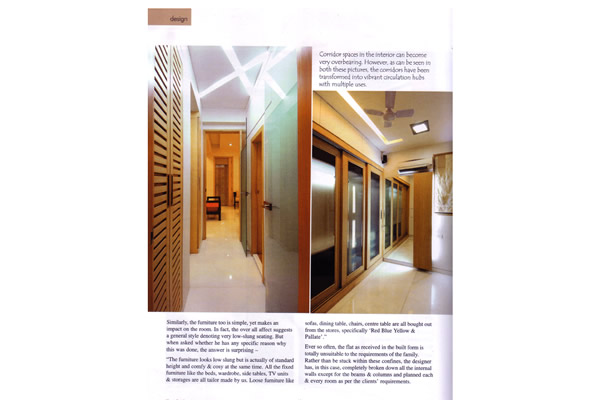 design
Corridor spaces in the interior can become
very overbearing. However, as can be seen in
both these pictures, the corridors have been
transformed into vibrant circulation hubs
with multiple uses.
Similarly, the furniture too is simple, yet makes an
impact on the room. In fact, the over all affect suggests
a general style denoting very low-slung seating. But
when asked whether he has any specific reason why
this was done, the answer is surprising –
“The furniture looks low slung but is actually of standard
height and comfy & cosy at the same time. All the fixed
furniture like the beds, wardrobe, side tables, TV units
& storages are all tailor made by us. Loose furniture like
sofas, dining table, chairs, centre table are all bought out
from the stores, specifically ‘Red Blue Yellow &
Pallate’.”
Ever so often, the flat as received in the built form is
totally unsuitable to the requirements of the family.
Rather than be stuck within these confines, the designer
has, in this case, completely broken down all the internal
walls except for the beams & columns and planned each
& every room as per the clients’ requirements.